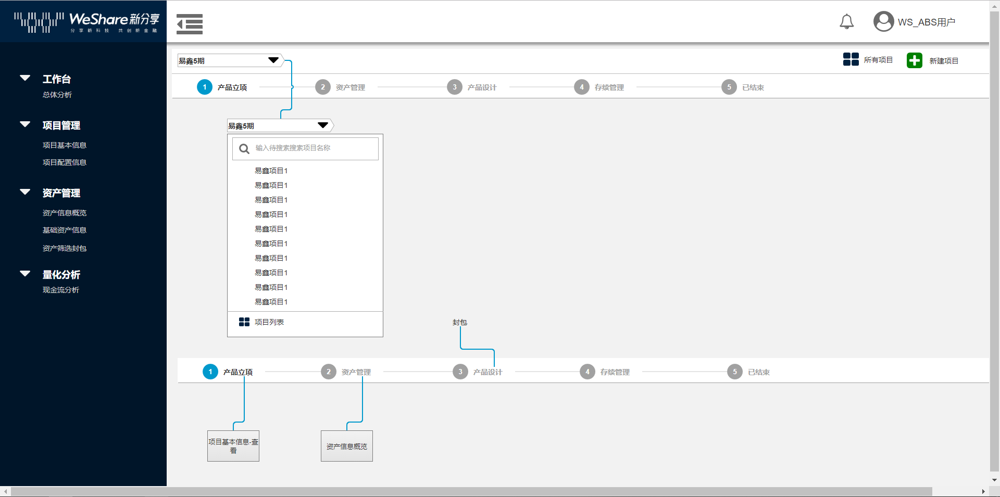 WeShare新分享
分享新科技 共创新金融
WS_ABS用户
工作台
总体分析
项目管理
项目基本信息
项目配置信息
资产管理
资产信息概览
基础资产信息
资产筛选封包
量化分析
现金流分析
易鑫5期
所有项目
新建项目
1 产品立项
2 资产管理
3 产品设计
4 存续管理
5 已结束
易鑫5期
输入待搜索搜索项目名称
易鑫项目1
易鑫项目1
易鑫项目1
易鑫项目1
易鑫项目1
易鑫项目1
易鑫项目1
易鑫项目1
易鑫项目1
易鑫项目1
项目列表
封包
1 产品立项
2 资产管理
3 产品设计
4 存续管理
5 已结束
项目基本信息-查
看
资产信息概览